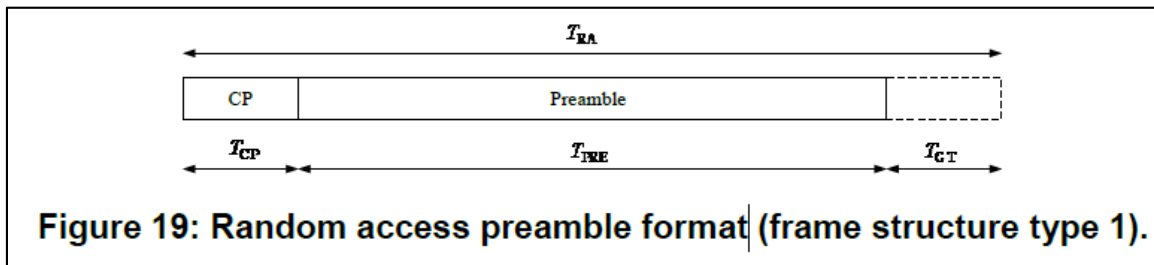 T_RA
CP Preamble
T_CP T_PRE T_GT
Figure 19: Random access preamble format (frame structure type 1).